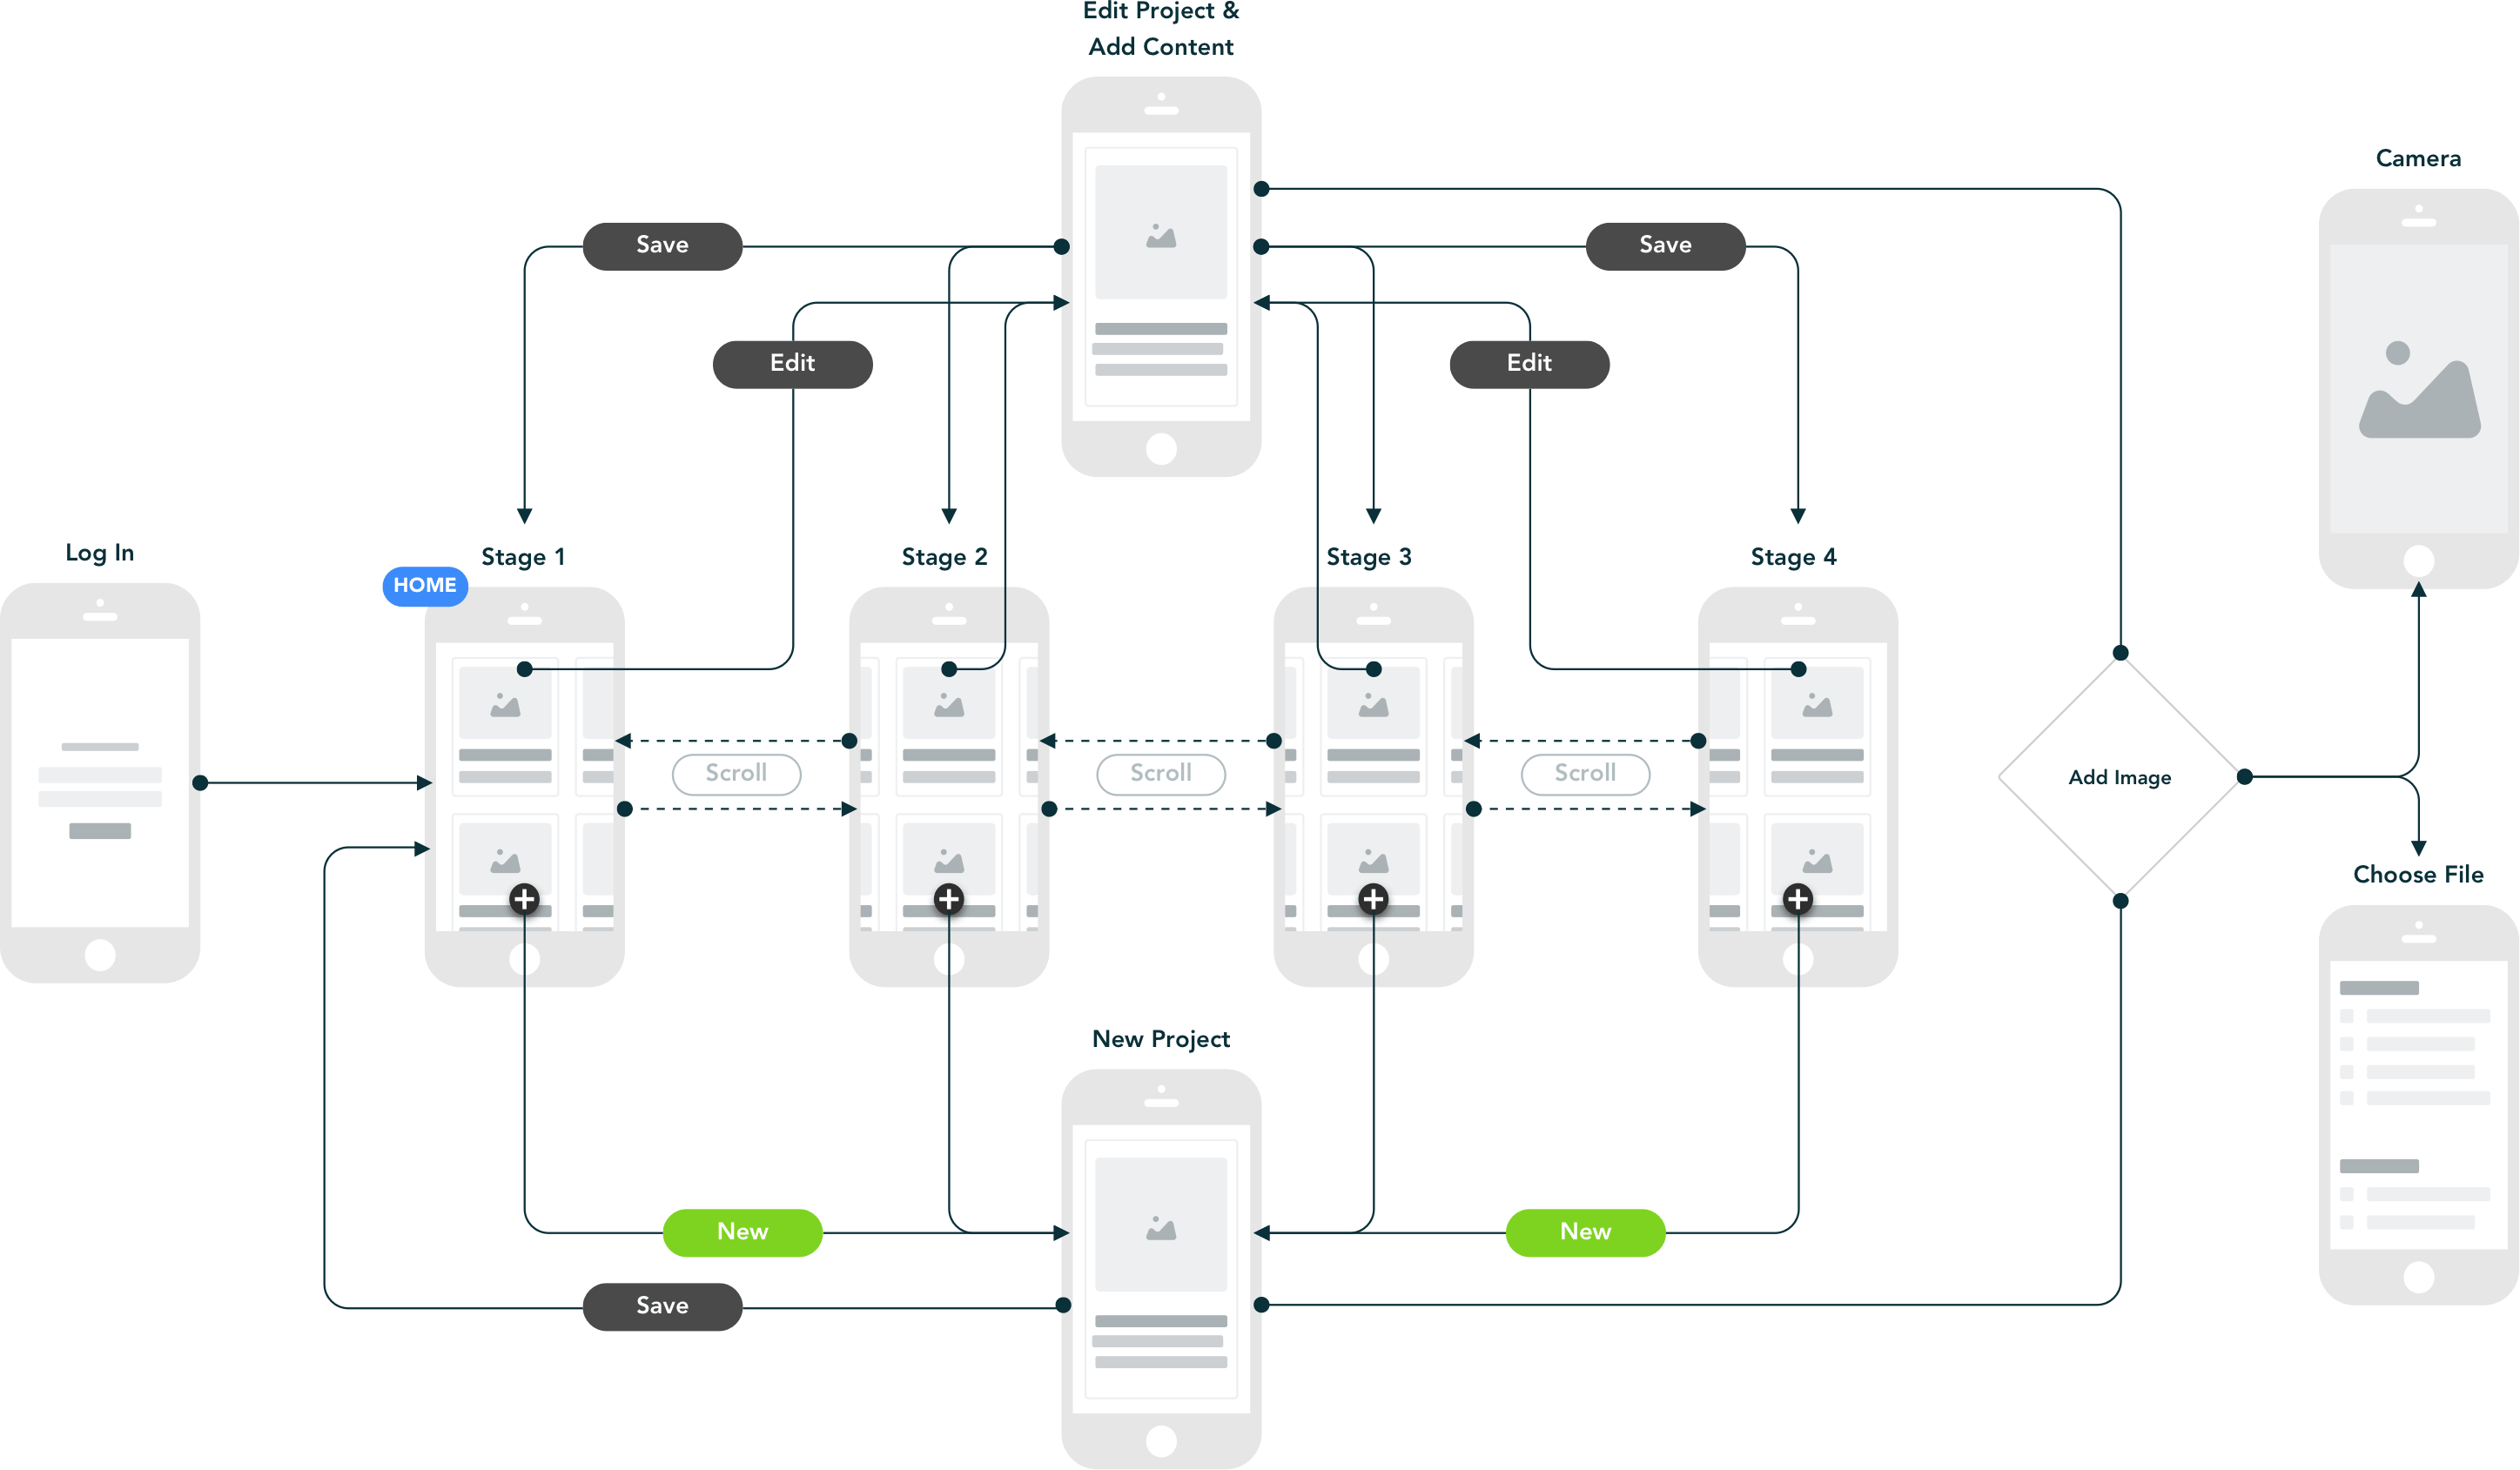 Edit Project &
Add Content
Camera
Save
Save
Edit
Edit
Log In
Stage 1
Stage 2
Stage 3
Stage 4
HOME
Scroll
Scroll
Scroll
Add Image
Choose File
New Project
New
New
Save